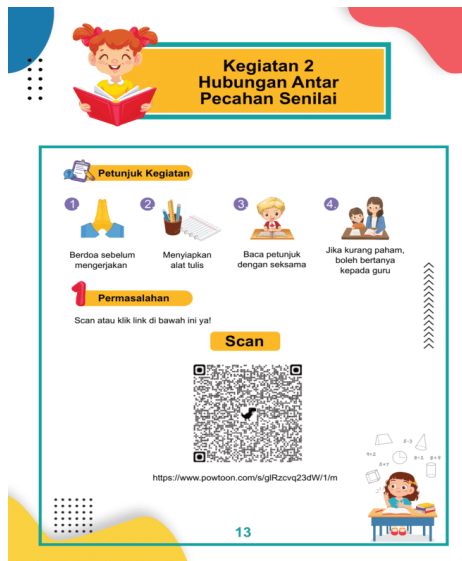 Kegiatan 2
Hubungan Antar
Pecahan Senilai
Petunjuk Kegiatan
1
Berdoa sebelum
mengerjakan
2
Menyiapkan
alat tulis
3
Baca petunjuk
dengan seksama
4
Jika kurang paham,
boleh bertanya
kepada guru
1
Permasalahan
Scan atau klik link di bawah ini ya!
Scan
https://www.powtoon.com/s/glRzcvq23dW/1/m
13